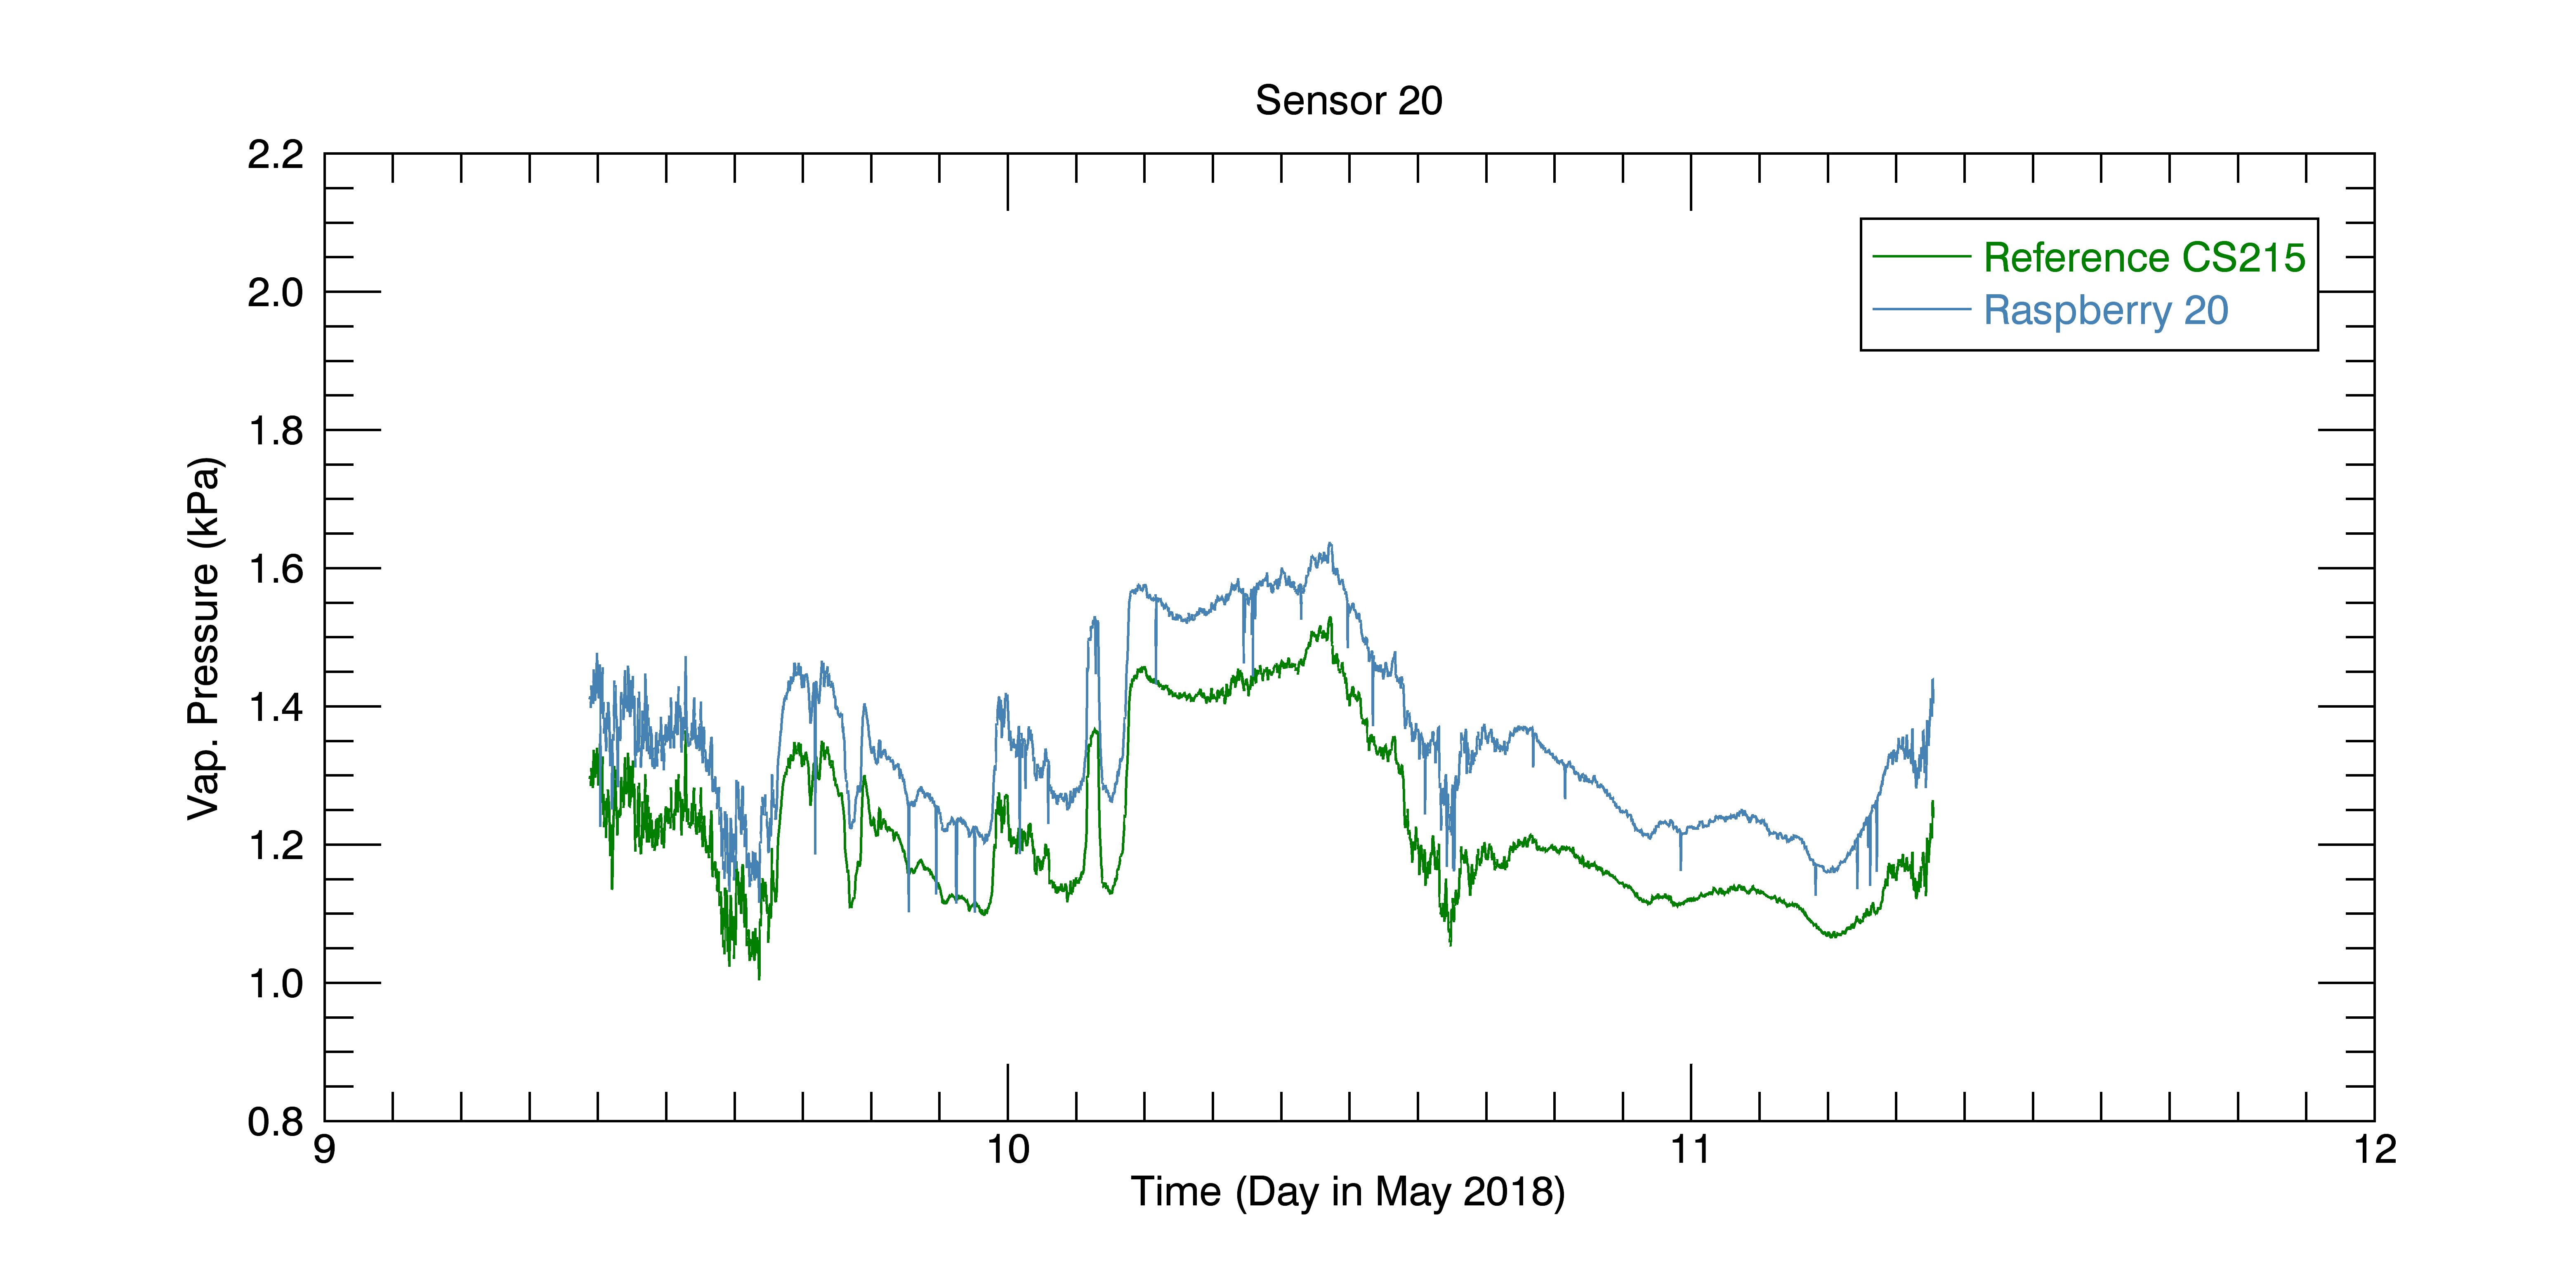 Sensor 20
2.2
2.0
1.8
1.6
1.4
1.2
1.0
0.8
Vap. Pressure (kPa)
Reference CS215
Raspberry 20
9 10 11 12
Time (Day in May 2018)